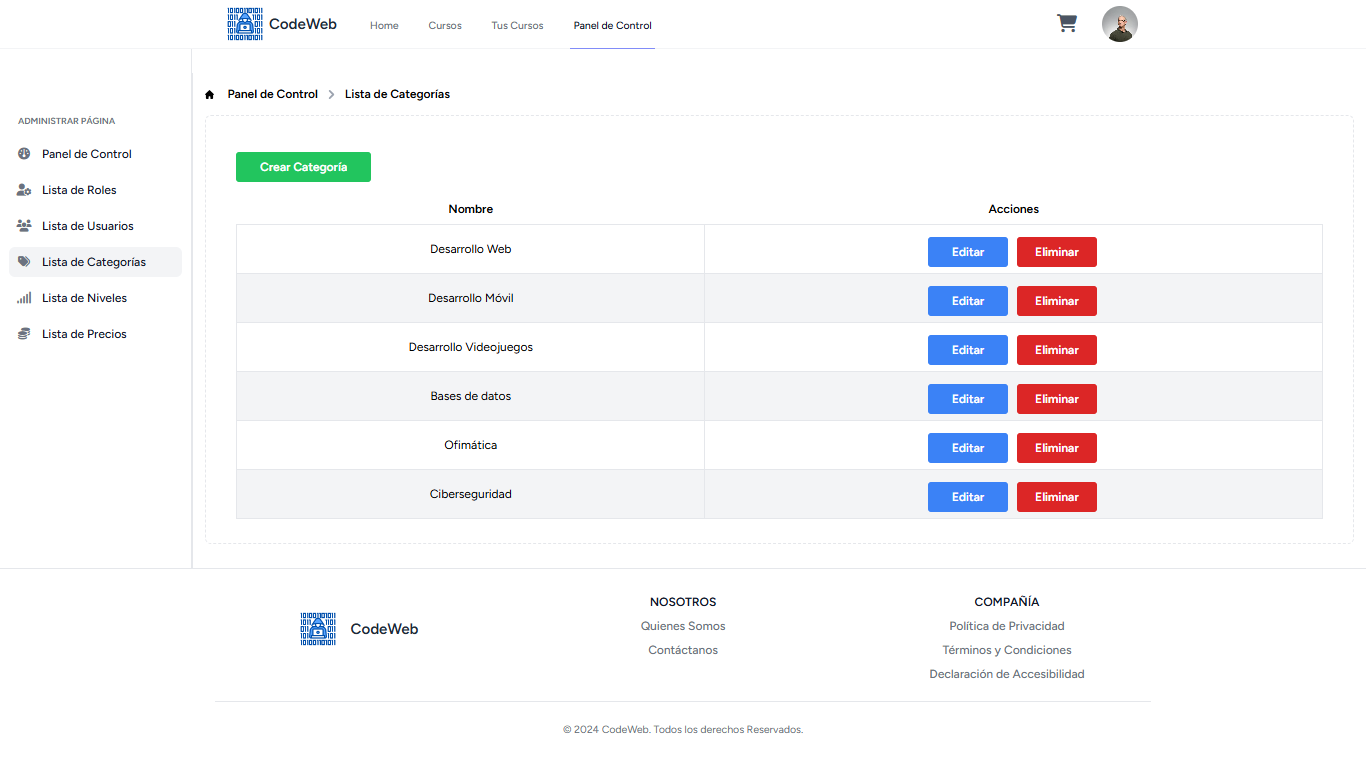 CodeWeb
Home
Cursos
Tus Cursos
Panel de Control
Panel de Control
Lista de Categorías
ADMINISTRAR PÁGINA
Panel de Control
Lista de Roles
Lista de Usuarios
Lista de Categorías
Lista de Niveles
Lista de Precios
Crear Categoría
Nombre Acciones
Desarrollo Web Editar Eliminar
Desarrollo Móvil Editar Eliminar
Desarrollo Videojuegos Editar Eliminar
Bases de datos Editar Eliminar
Ofimática Editar Eliminar
Ciberseguridad Editar Eliminar
CodeWeb
NOSOTROS
Quienes Somos
Contáctanos
COMPAÑÍA
Política de Privacidad
Términos y Condiciones
Declaración de Accesibilidad
© 2024 CodeWeb. Todos los derechos Reservados.